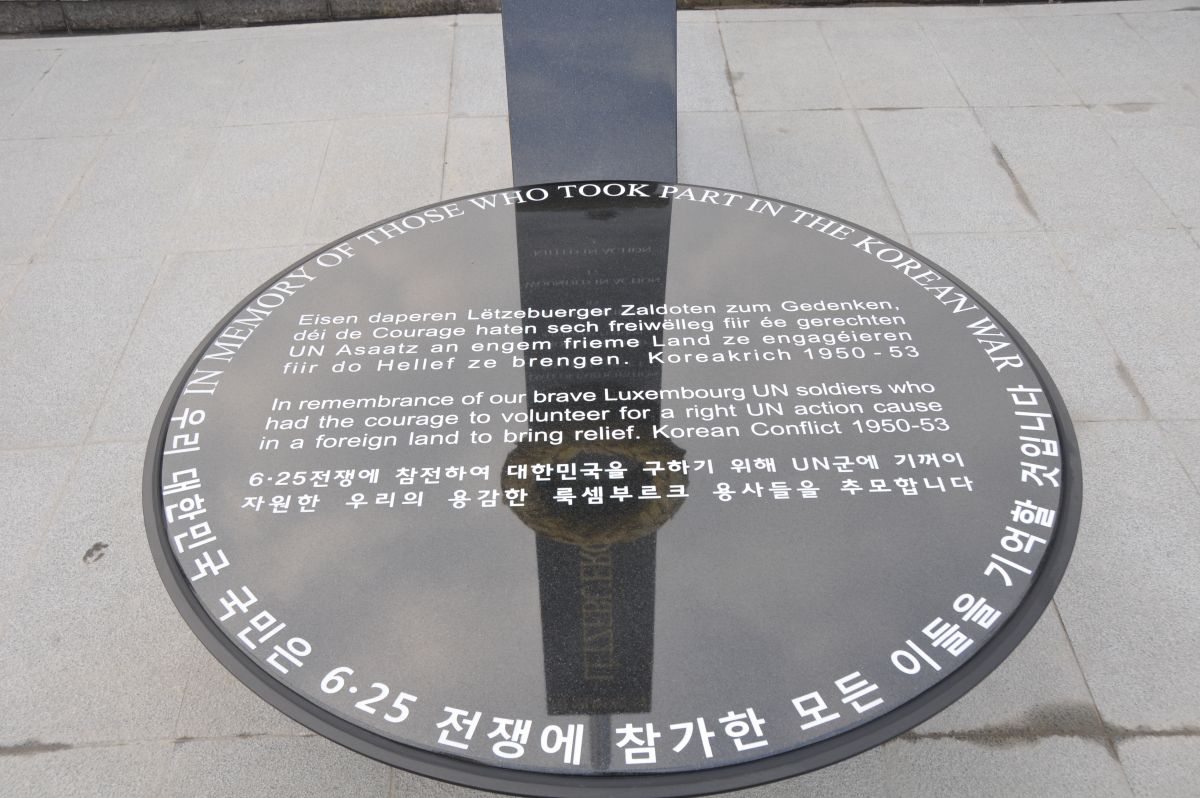 IN MEMORY OF THOSE WHO TOOK PART IN THE KOREAN WAR
Eisen daperen Lëtzebuerger Zaldoten zum Gedenken,
déi de Courage haten sech freiwëlleg fiir ée gerechten
UN Asaatz an engem frieme Land ze engagéieren
fiir do Hellef ze brengen. Koreakrich 1950 - 53
In remembrance of our brave Luxembourg UN soldiers who
had the courage to volunteer for a right UN action cause
in a foreign land to bring relief. Korean Conflict 1950-53
6·25전쟁에 참전하여 대한민국을 구하기 위해 UN군에 기꺼이
자원한 우리의 용감한 룩셈부르크 용사들을 추모합니다
우리 대한민국 국민은 6·25 전쟁에 참가한 모든 이들을 기억할 것입니다